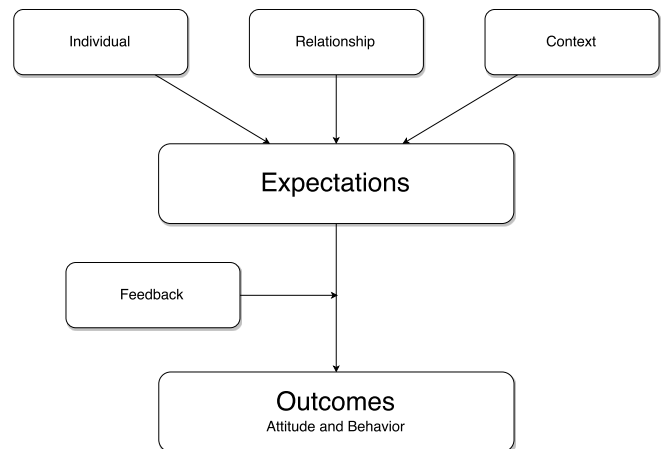 Individual
Relationship
Context
Expectations
Feedback
Outcomes
Attitude and Behavior